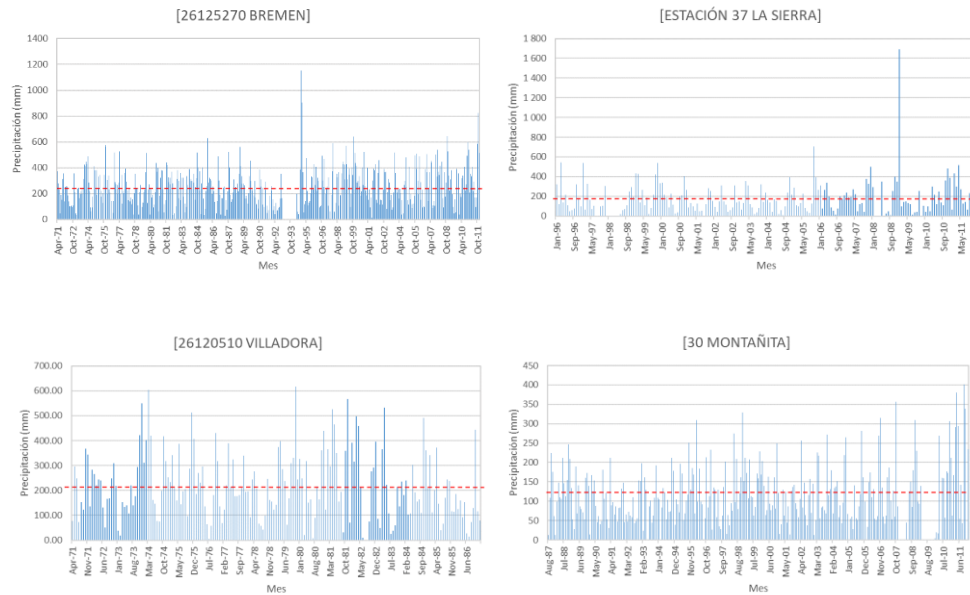 [26125270 BREMEN]
Precipitación (mm)
1400
1200
1000
800
600
400
200
0
Apr-71
Oct-72
Apr-74
Oct-75
Apr-77
Oct-78
Apr-80
Oct-81
Apr-83
Oct-84
Apr-86
Oct-87
Apr-89
Oct-90
Apr-92
Oct-93
Apr-95
Oct-96
Apr-98
Oct-99
Apr-01
Oct-02
Apr-04
Oct-05
Apr-07
Oct-08
Apr-10
Oct-11
Mes
[ESTACIÓN 37 LA SIERRA]
Precipitación (mm)
1 800
1 600
1 400
1 200
1 000
800
600
400
200
0
Jan-96
Sep-96
May-97
Jan-98
Sep-98
May-99
Jan-00
Sep-00
May-01
Jan-02
Sep-02
May-03
Jan-04
Sep-04
May-05
Jan-06
Sep-06
May-07
Jan-08
Sep-08
May-09
Jan-10
Sep-10
May-11
Mes
[26120510 VILLADORA]
Precipitación (mm)
700.00
600.00
500.00
400.00
300.00
200.00
100.00
0.00
Apr-71
Nov-71
Jun-72
Jan-73
Aug-73
Mar-74
Oct-74
May-75
Dec-75
Jul-76
Feb-77
Sep-77
Apr-78
Nov-78
Jun-79
Jan-80
Aug-80
Mar-81
Oct-81
May-82
Dec-82
Jul-83
Feb-84
Sep-84
Apr-85
Nov-85
Jun-86
Mes
[30 MONTAÑITA]
Precipitación (mm)
450
400
350
300
250
200
150
100
50
0
Aug-87
Jul-88
Jun-89
May-90
Apr-91
Mar-92
Feb-93
Jan-94
Dec-94
Nov-95
Oct-96
Sep-97
Aug-98
Jul-99
Jun-00
May-01
Apr-02
Mar-03
Feb-04
Jan-05
Dec-05
Nov-06
Oct-07
Sep-08
Aug-09
Jul-10
Jun-11
Mes